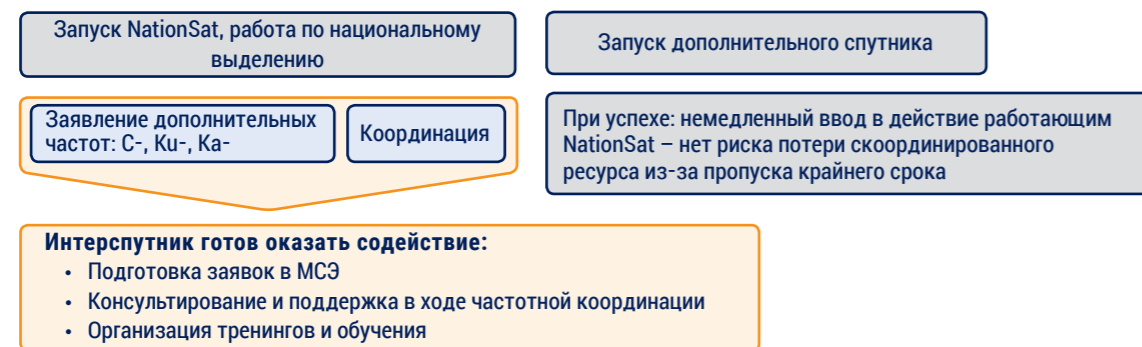 Запуск NationSat, работа по национальному
выделению
Запуск дополнительного спутника
Заявление дополнительных
частот: C-, Ku-, Ka-
Координация
При успехе: немедленный ввод в действие работающим
NationSat – нет риска потери скоординированного
ресурса из-за пропуска крайнего срока
Интерспутник готов оказать содействие:
• Подготовка заявок в МСЭ
• Консультирование и поддержка в ходе частотной координации
• Организация тренингов и обучения